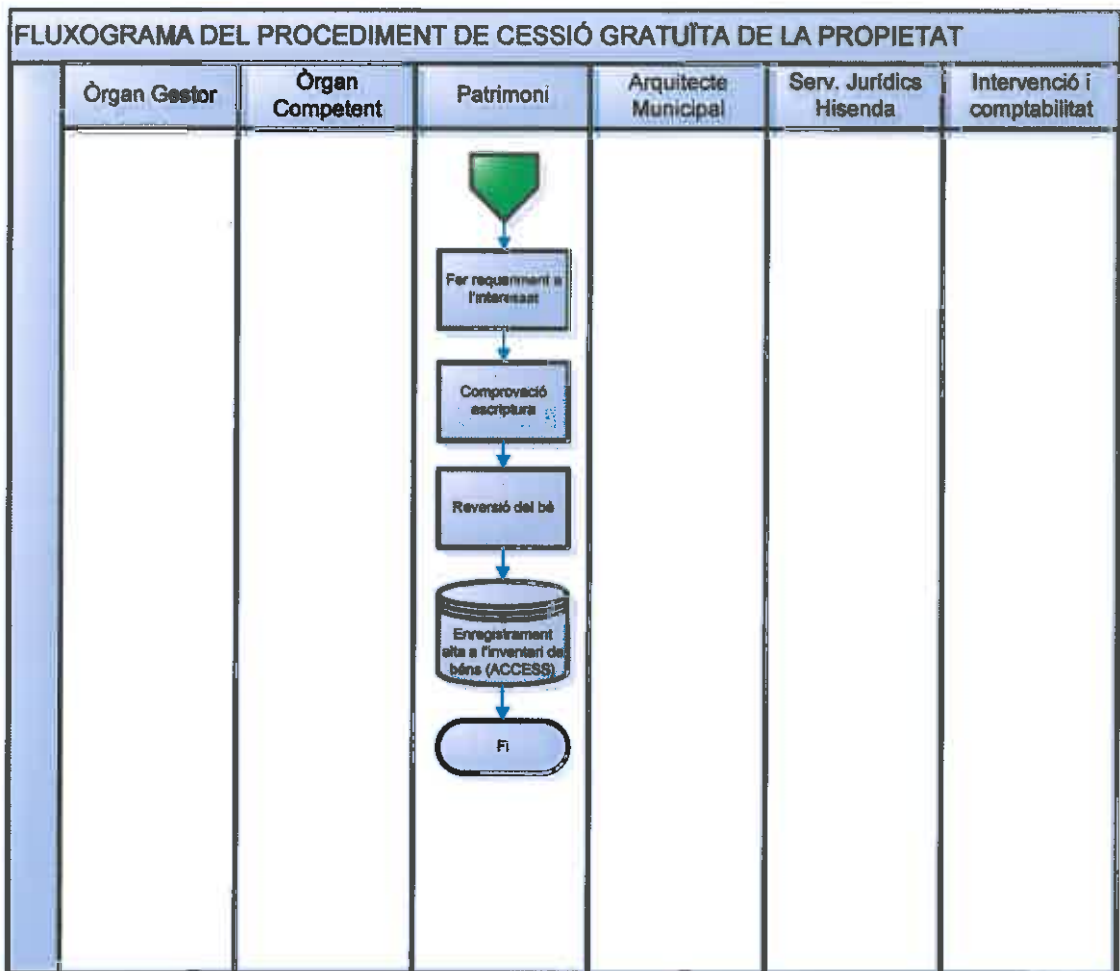 FLUXOGRAMA DEL PROCEDIMENT DE CESSIÓ GRATUÏTA DE LA PROPIETAT
Òrgan Gestor
Òrgan
Competent
Patrimoni
Arquitecte
Municipal
Serv. Jurídics
Hisenda
Intervenció i
comptabilitat
Fer requeriment a
l'interessat
Comprovació
escriptura
Reversió del bé
Enregistrament
alta a l'inventari de
béns (ACCESS)
Fi